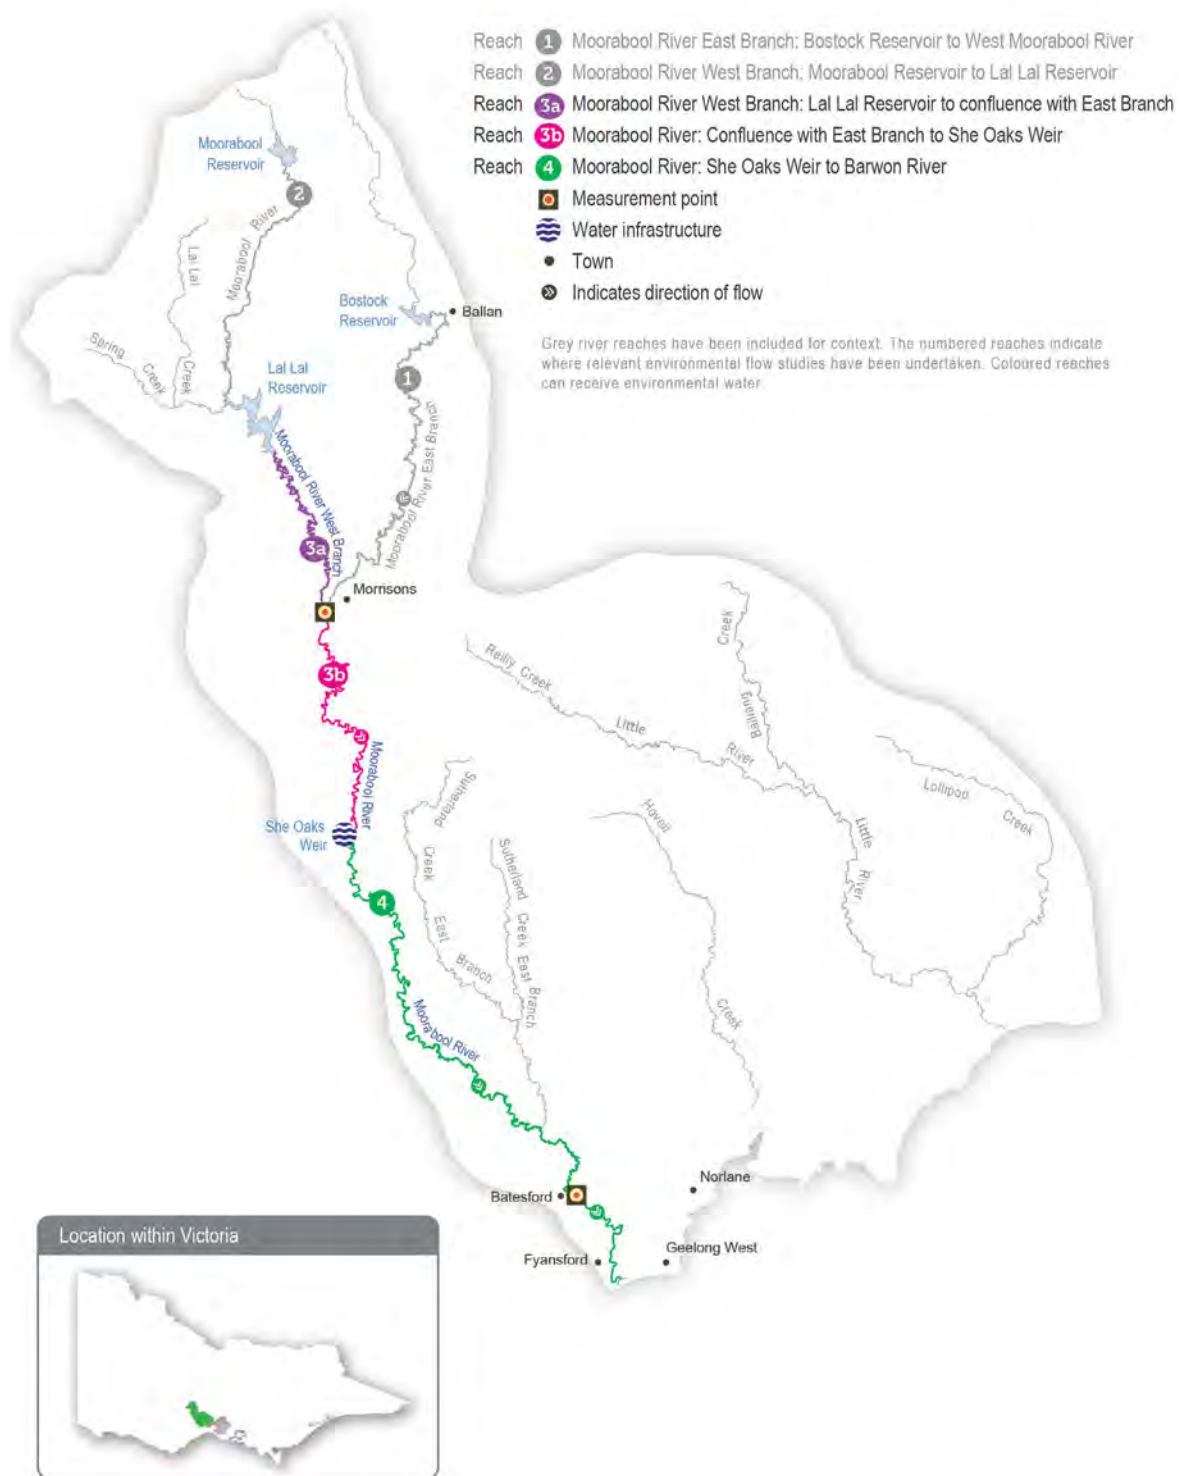 Reach 1 Moorabool River East Branch: Bostock Reservoir to West Moorabool River
Reach 2 Moorabool River West Branch: Moorabool Reservoir to Lal Lal Reservoir
Reach 3a Moorabool River West Branch: Lal Lal Reservoir to confluence with East Branch
Reach 3b Moorabool River: Confluence with East Branch to She Oaks Weir
Reach 4 Moorabool River: She Oaks Weir to Barwon River
Measurement point
Water infrastructure
Town
Indicates direction of flow
Grey river reaches have been included for context. The numbered reaches indicate
where relevant environmental flow studies have been undertaken. Coloured reaches
can receive environmental water.
Moorabool
Reservoir
2
Moorabool River
Lal Lal Creek
Spring Creek
Bostock
Reservoir
Ballan
1
Lal Lal
Reservoir
Moorabool River East Branch
Moorabool River West Branch
3a
Morrisons
3b
Moorabool River
Reilly Creek
Little River
Balliang Creek
Lollipop Creek
Little River
Hovell Creek
Sutherland Creek East Branch
Sutherland Creek East Branch
She Oaks
Weir
4
Moorabool River
Batesford
Norlane
Fyansford
Geelong West
Location within Victoria